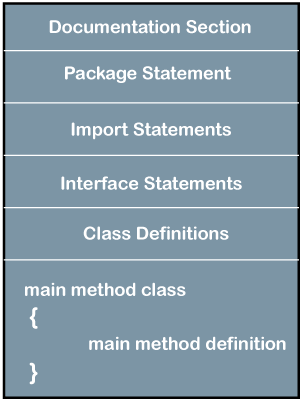 Documentation Section
Package Statement
Import Statements
Interface Statements
Class Definitions
main method class
{
main method definition
}